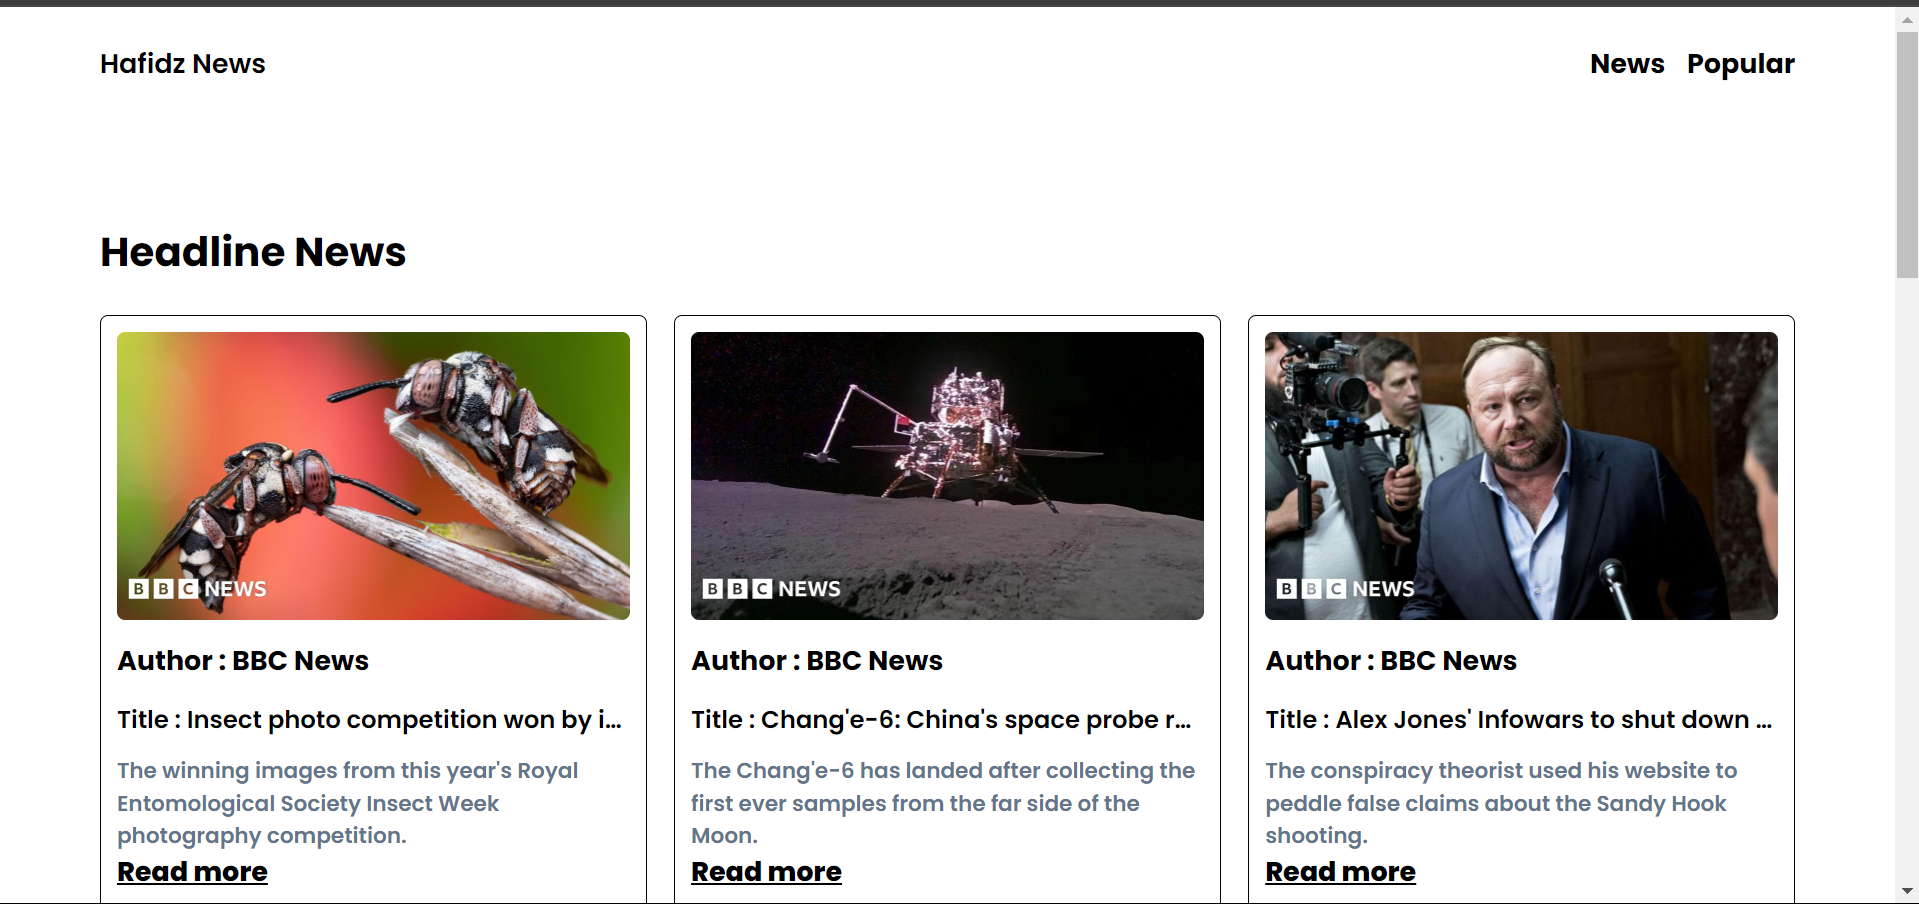 Hafidz News
News Popular
Headline News
BBC NEWS
Author : BBC News
Title : Insect photo competition won by i...
The winning images from this year's Royal
Entomological Society Insect Week
photography competition.
Read more
BBC NEWS
Author : BBC News
Title : Chang'e-6: China's space probe r...
The Chang'e-6 has landed after collecting the
first ever samples from the far side of the
Moon.
Read more
BBC NEWS
Author : BBC News
Title : Alex Jones' Infowars to shut down ...
The conspiracy theorist used his website to
peddle false claims about the Sandy Hook
shooting.
Read more